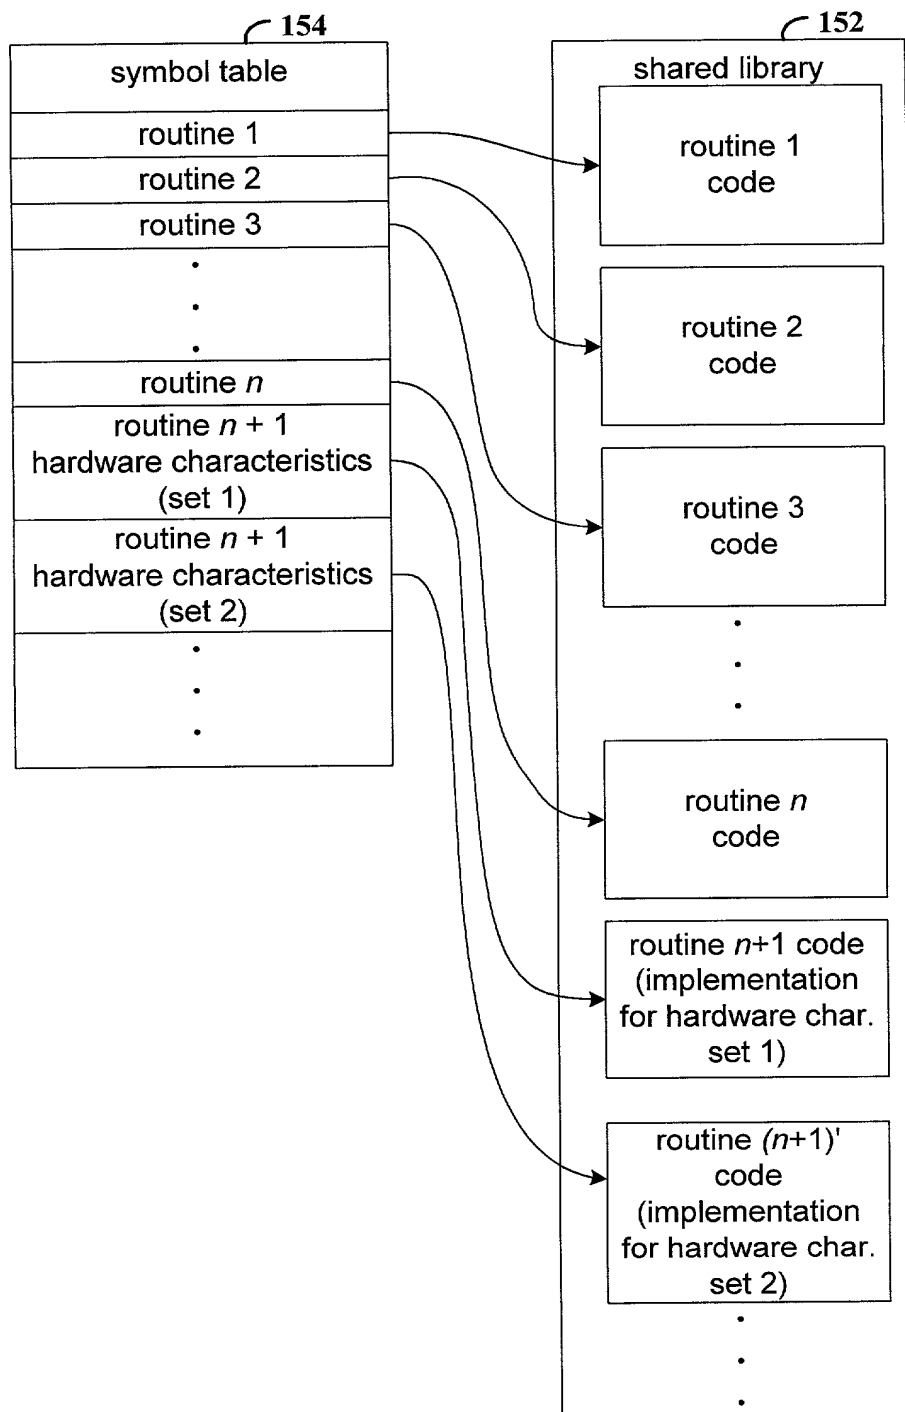 154
symbol table
routine 1
routine 2
routine 3
routine n
routine n + 1
hardware characteristics
(set 1)
routine n + 1
hardware characteristics
(set 2)
152
shared library
routine 1
code
routine 2
code
routine 3
code
routine n
code
routine n+1 code
(implementation
for hardware char.
set 1)
routine (n+1)'
code
(implementation
for hardware char.
set 2)